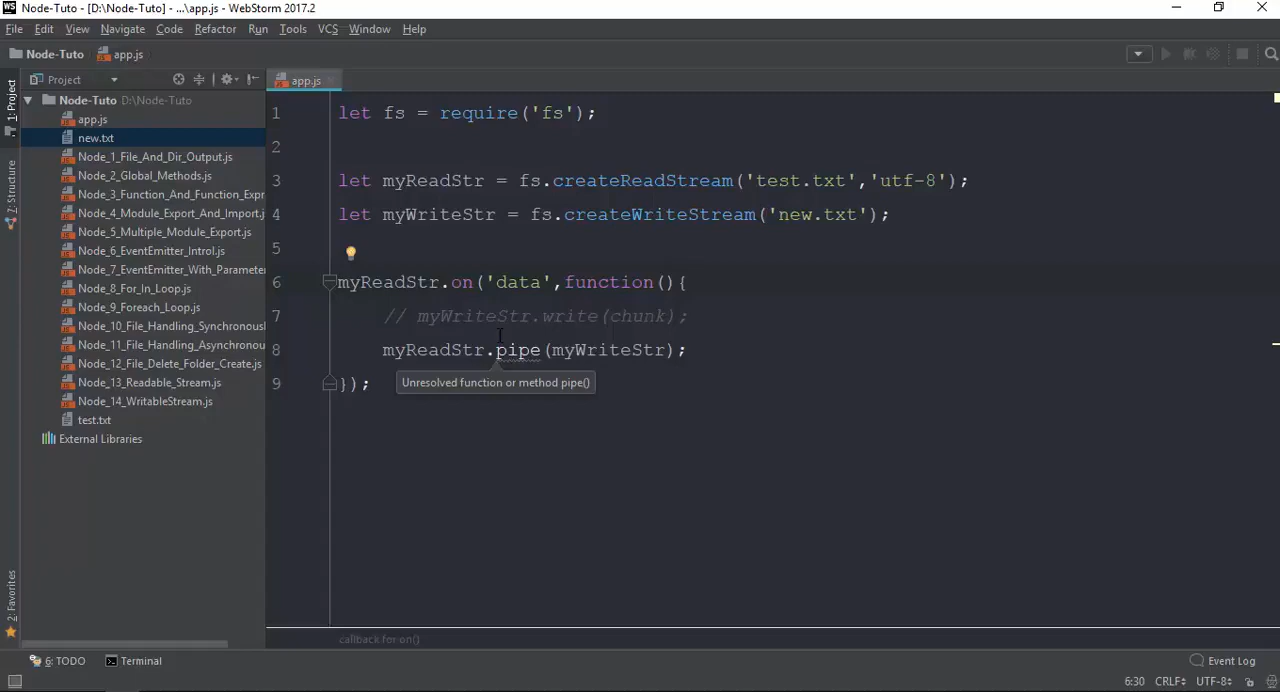 WS Node-Tuto - [D:\Node-Tuto] - ...\app.js - WebStorm 2017.2
File Edit View Navigate Code Refactor Run Tools VCS Window Help
Node-Tuto app.js
1: Project
Z: Structure
2: Favorites
Project
Node-Tuto D:\Node-Tuto
app.js
new.txt
Node_1_File_And_Dir_Output.js
Node_2_Global_Methods.js
Node_3_Function_And_Function_Expr
Node_4_Module_Export_And_Import.j
Node_5_Multiple_Module_Export.js
Node_6_EventEmitter_Introl.js
Node_7_EventEmitter_With_Parameter
Node_8_For_In_Loop.js
Node_9_Foreach_Loop.js
Node_10_File_Handling_Synchronousl
Node_11_File_Handling_Asynchronou
Node_12_File_Delete_Folder_Create.js
Node_13_Readable_Stream.js
Node_14_WritableStream.js
test.txt
External Libraries
app.js
1 let fs = require('fs');
2
3 let myReadStr = fs.createReadStream('test.txt','utf-8');
4 let myWriteStr = fs.createWriteStream('new.txt');
5
6 myReadStr.on('data',function(){
7 // myWriteStr.write(chunk);
8 myReadStr.pipe(myWriteStr);
9 });
Unresolved function or method pipe()
callback for on()
6: TODO Terminal Event Log
6:30 CRLF UTF-8